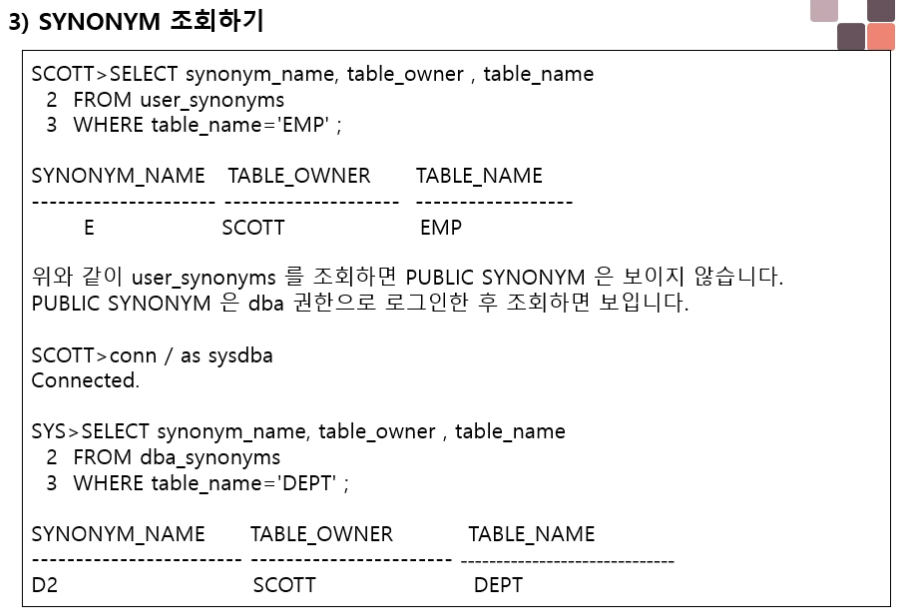 3) SYNONYM 조회하기
SCOTT>SELECT synonym_name, table_owner , table_name
2 FROM user_synonyms
3 WHERE table_name='EMP' ;
SYNONYM_NAME TABLE_OWNER TABLE_NAME
--------------------- -------------------- ------------------
E SCOTT EMP
위와 같이 user_synonyms 를 조회하면 PUBLIC SYNONYM 은 보이지 않습니다.
PUBLIC SYNONYM 은 dba 권한으로 로그인한 후 조회하면 보입니다.
SCOTT>conn / as sysdba
Connected.
SYS>SELECT synonym_name, table_owner , table_name
2 FROM dba_synonyms
3 WHERE table_name='DEPT' ;
SYNONYM_NAME TABLE_OWNER TABLE_NAME
------------------------ ----------------------- ------------------------------
D2 SCOTT DEPT